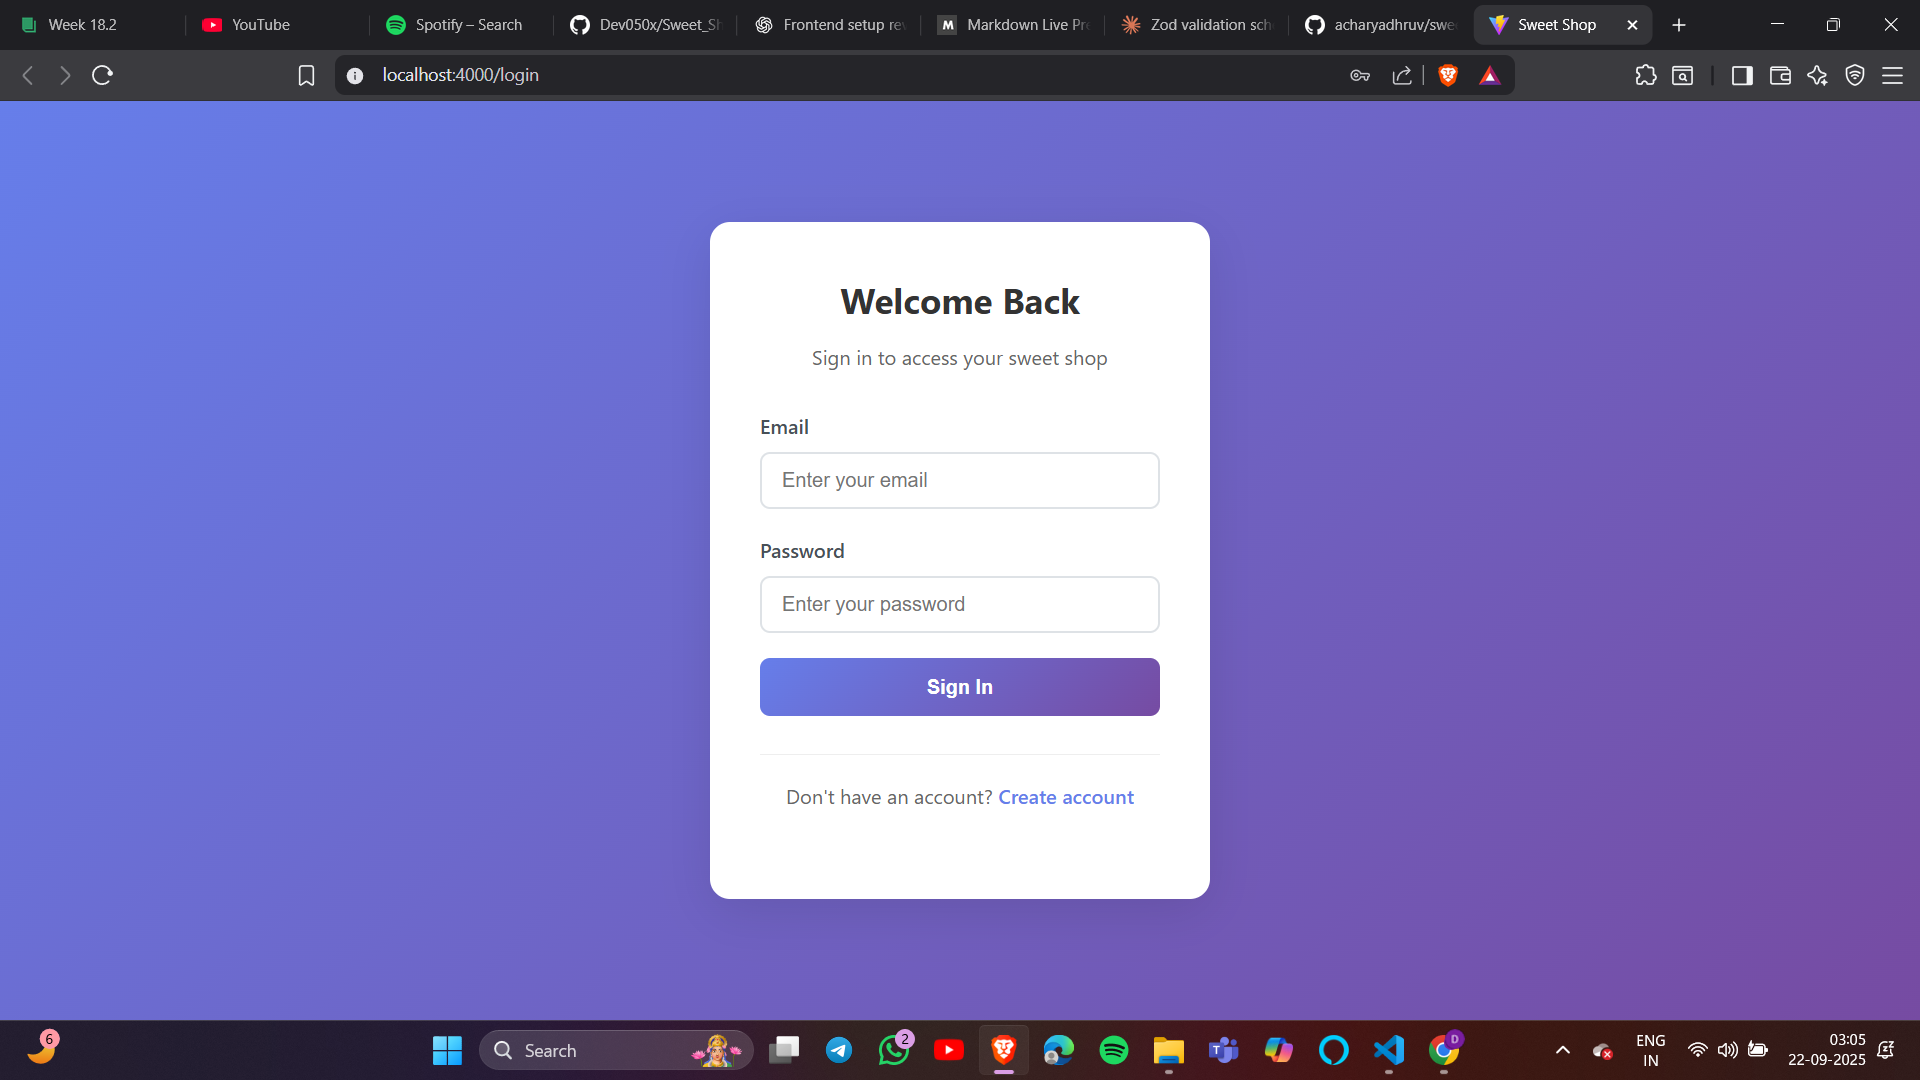 Week 18.2
YouTube
Spotify – Search
Dev050x/Sweet_Sh
Frontend setup rev
Markdown Live Pre
Zod validation sch
acharyadhruv/swe
Sweet Shop
localhost:4000/login
Welcome Back
Sign in to access your sweet shop
Email
Enter your email
Password
Enter your password
Sign In
Don't have an account? Create account
6
Search
2
D
ENG
IN
03:05
22-09-2025